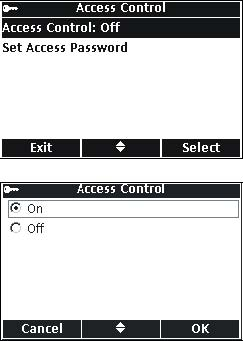 Access Control
Access Control: Off
Set Access Password
Exit Select
Access Control
On
Off
Cancel OK